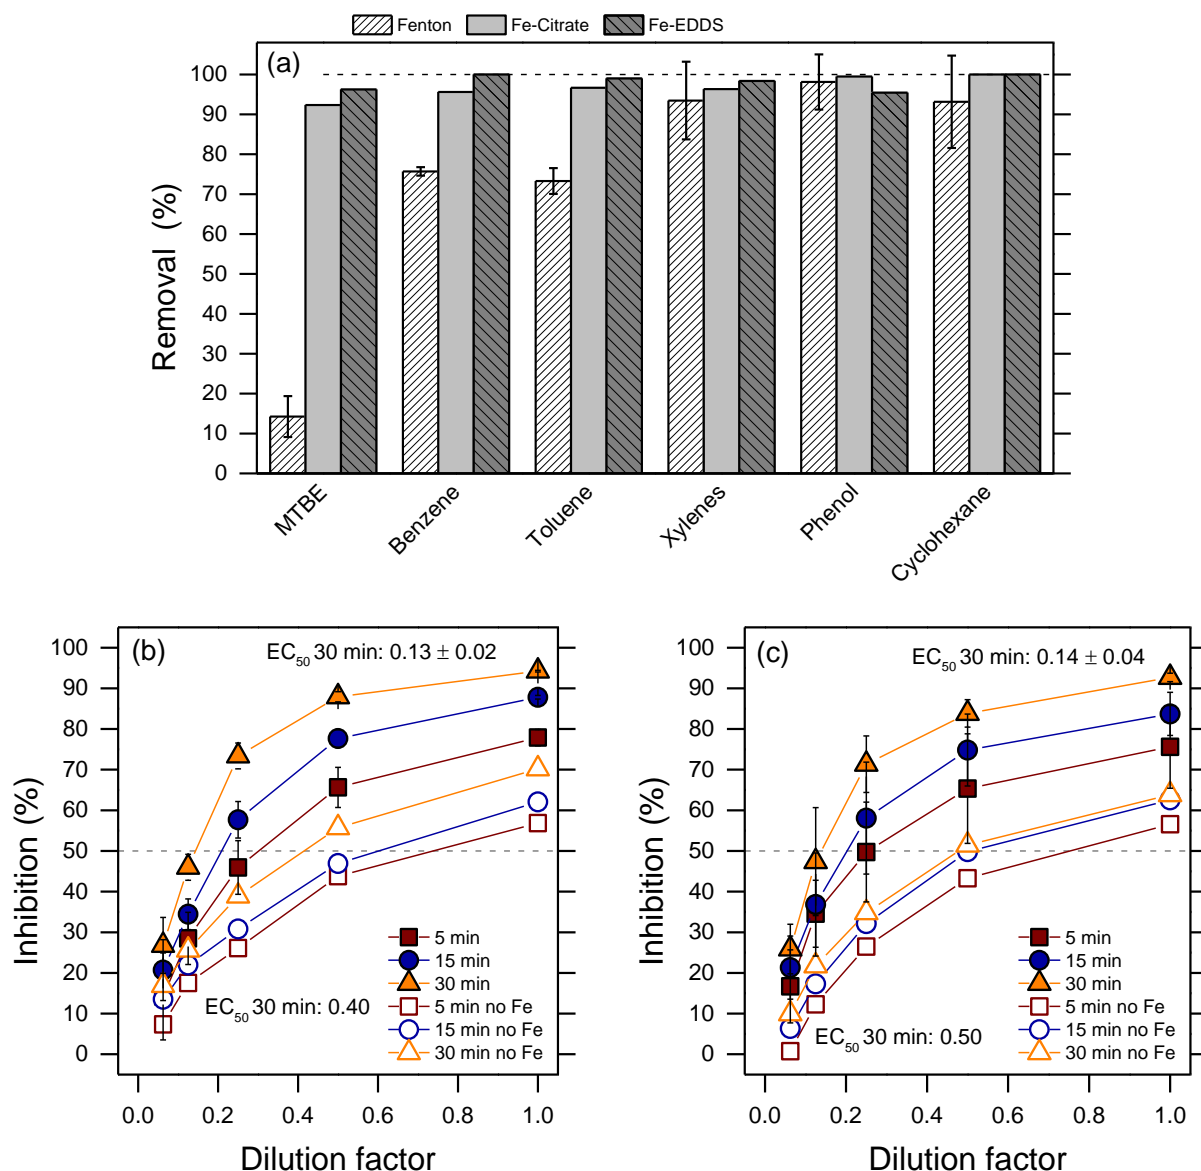 Fenton Fe-Citrate Fe-EDDS
(a)
100
90
80
70
60
50
40
30
20
10
0
Removal (%)
MTBE Benzene Toluene Xylenes Phenol Cyclohexane
(b)
EC50 30 min: 0.13 ± 0.02
100
90
80
70
60
50
40
30
20
10
0
Inhibition (%)
5 min
15 min
30 min
5 min no Fe
15 min no Fe
30 min no Fe
EC50 30 min: 0.40
0.0 0.2 0.4 0.6 0.8 1.0
Dilution factor
(c)
EC50 30 min: 0.14 ± 0.04
100
90
80
70
60
50
40
30
20
10
0
Inhibition (%)
5 min
15 min
30 min
5 min no Fe
15 min no Fe
30 min no Fe
EC50 30 min: 0.50
0.0 0.2 0.4 0.6 0.8 1.0
Dilution factor